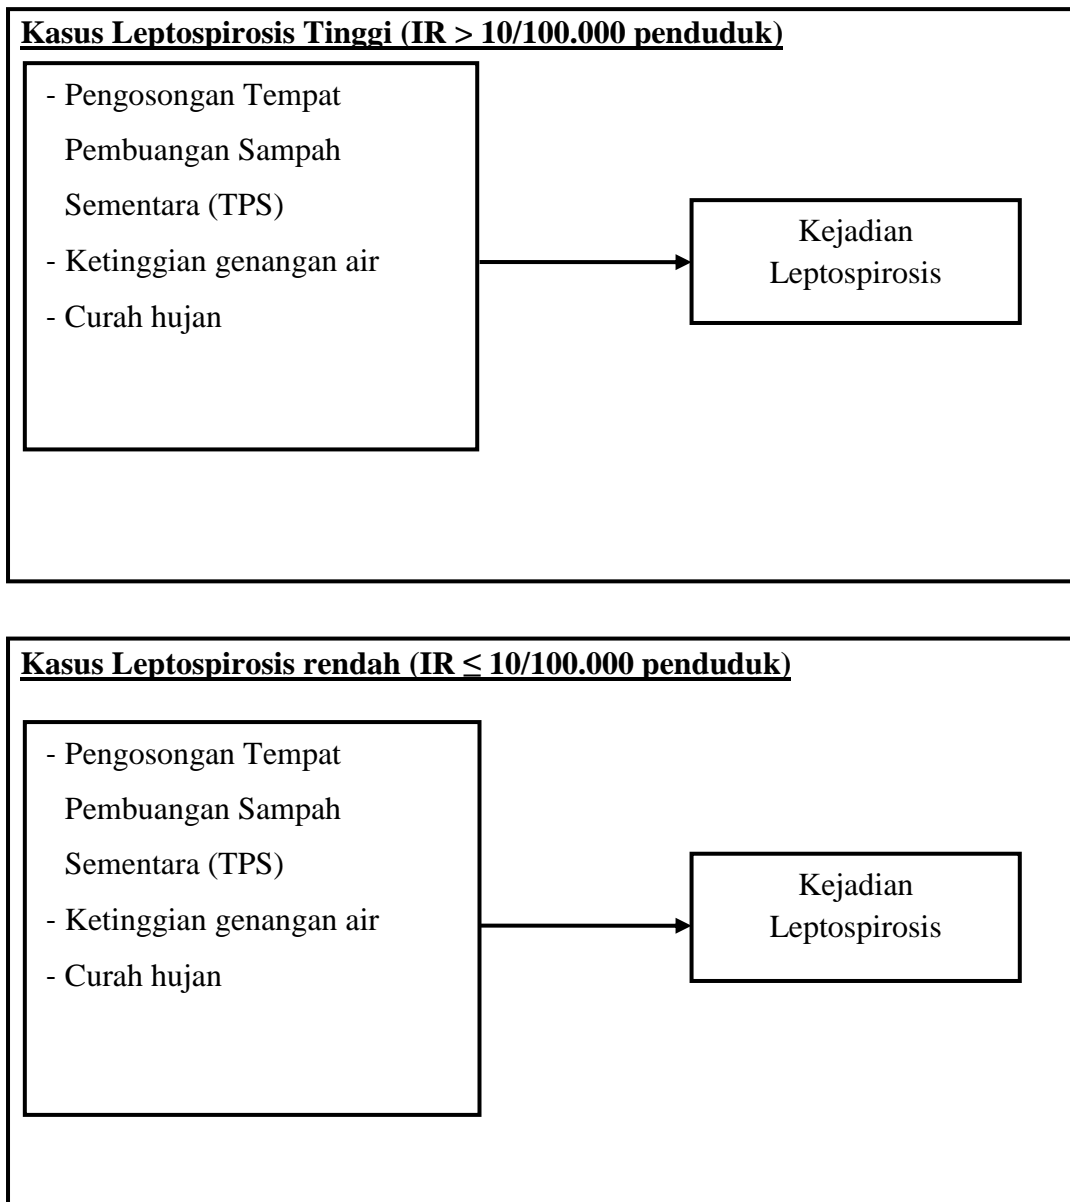 Kasus Leptospirosis Tinggi (IR > 10/100.000 penduduk)
- Pengosongan Tempat
Pembuangan Sampah
Sementara (TPS)
- Ketinggian genangan air
- Curah hujan
Kejadian
Leptospirosis
Kasus Leptospirosis rendah (IR ≤ 10/100.000 penduduk)
- Pengosongan Tempat
Pembuangan Sampah
Sementara (TPS)
- Ketinggian genangan air
- Curah hujan
Kejadian
Leptospirosis